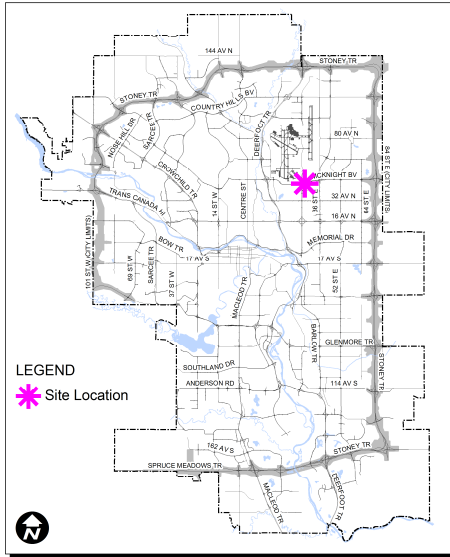 144 AV N
STONEY TR
STONEY TR
COUNTRY HILLS BV
DEERFOOT TR
NOSE HILL DR
SARCEE TR
80 AV N
CROWCHILD TR
84 ST E (CITY LIMITS)
MCKNIGHT BV
36 ST E
32 AV N
16 AV N
68 ST E
TRANS CANADA HI
14 ST W
CENTRE ST
MEMORIAL DR
BOW TR
17 AV S
17 AV S
101 ST W (CITY LIMITS)
69 ST W
SARCEE TR
37 ST W
MACLEOD TR
52 ST E
BARLOW TR
GLENMORE TR
STONEY TR
LEGEND
Site Location
SOUTHLAND DR
ANDERSON RD
114 AV S
162 AV S
STONEY TR
SPRUCE MEADOWS TR
MACLEOD TR
DEERFOOT TR
N